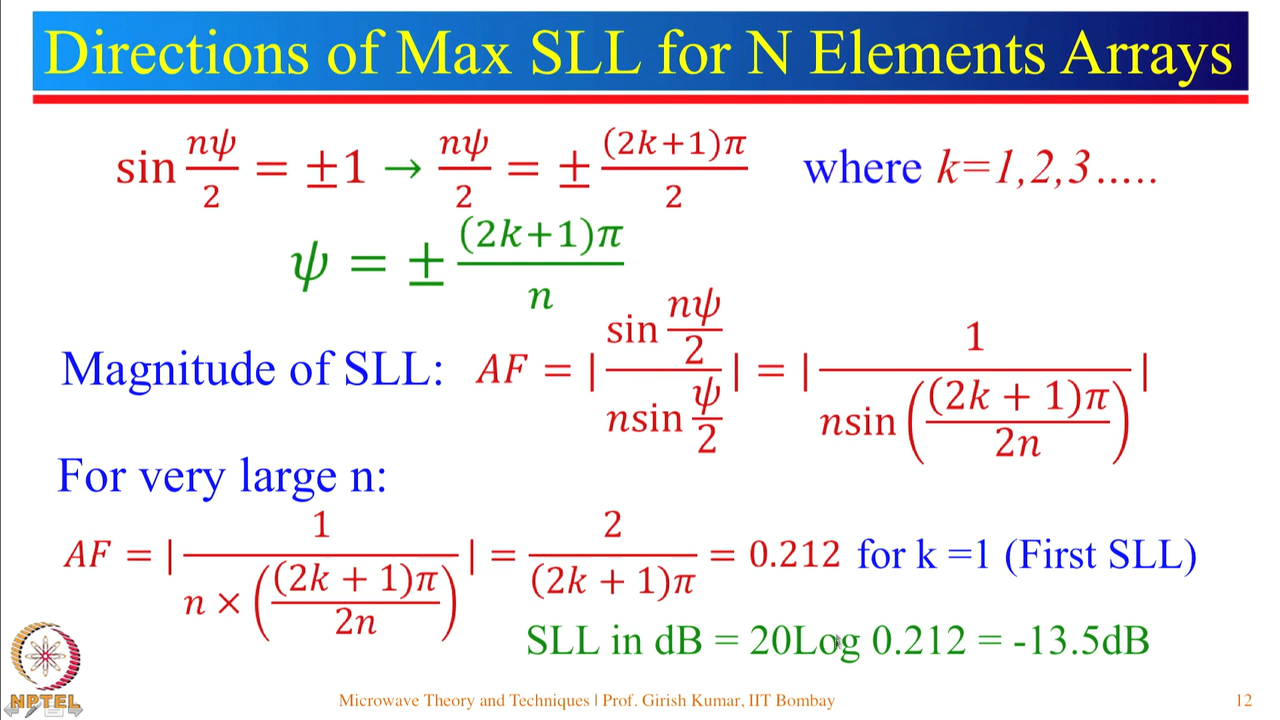 Directions of Max SLL for N Elements Arrays
sin nψ/2 = ±1 → nψ/2 = ± (2k+1)π/2 where k=1,2,3.....
ψ = ± (2k+1)π/n
Magnitude of SLL: AF = | sin nψ/2 / nsin ψ/2 | = | 1 / nsin((2k + 1)π/2n) |
For very large n:
AF = | 1 / n × ((2k + 1)π/2n) | = 2/(2k + 1)π = 0.212 for k =1 (First SLL)
SLL in dB = 20Log 0.212 = -13.5dB
NPTEL
Microwave Theory and Techniques | Prof. Girish Kumar, IIT Bombay
12